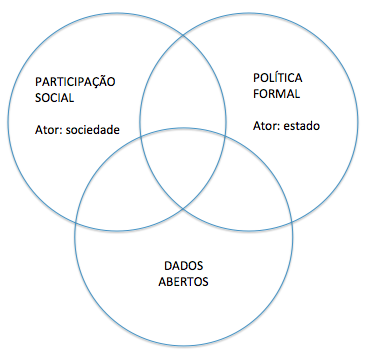 PARTICIPAÇÃO
SOCIAL
Ator: sociedade
POLÍTICA
FORMAL
Ator: estado
DADOS
ABERTOS